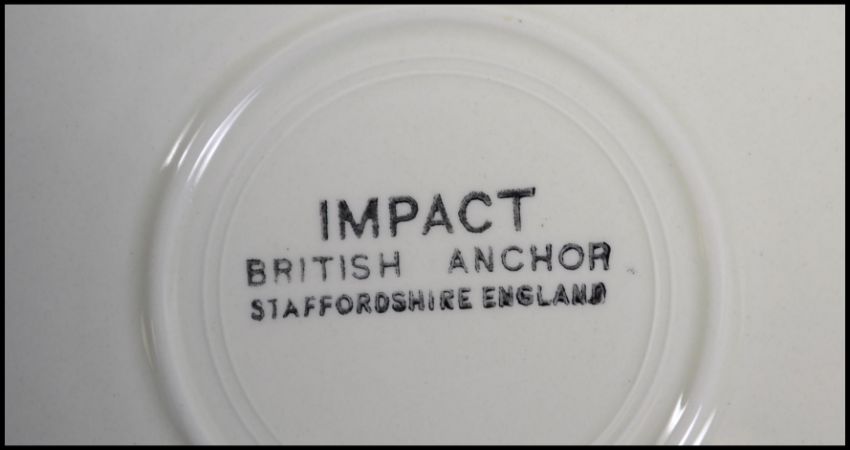 IMPACT
BRITISH ANCHOR
STAFFORDSHIRE ENGLAND